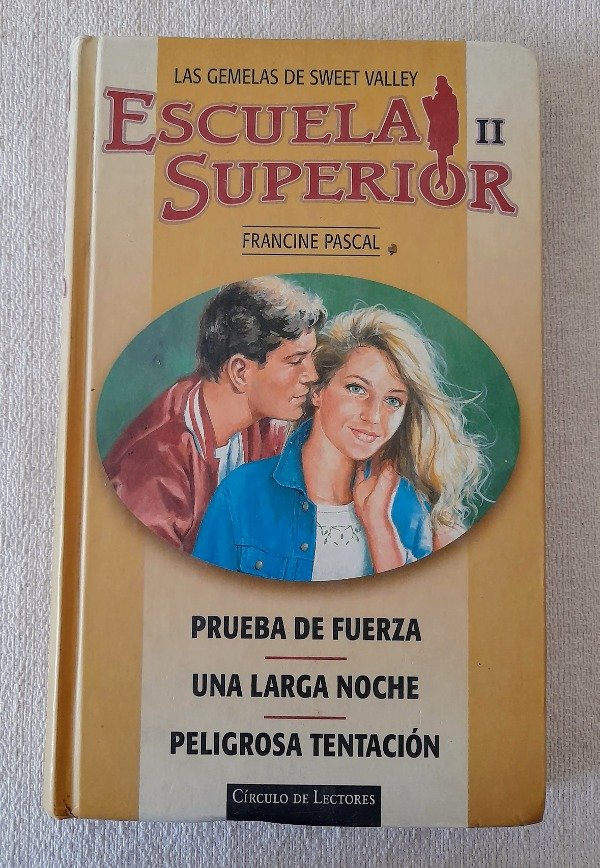 LAS GEMELAS DE SWEET VALLEY
ESCUELA II
SUPERIOR
FRANCINE PASCAL
PRUEBA DE FUERZA
UNA LARGA NOCHE
PELIGROSA TENTACIÓN
CÍRCULO DE LECTORES